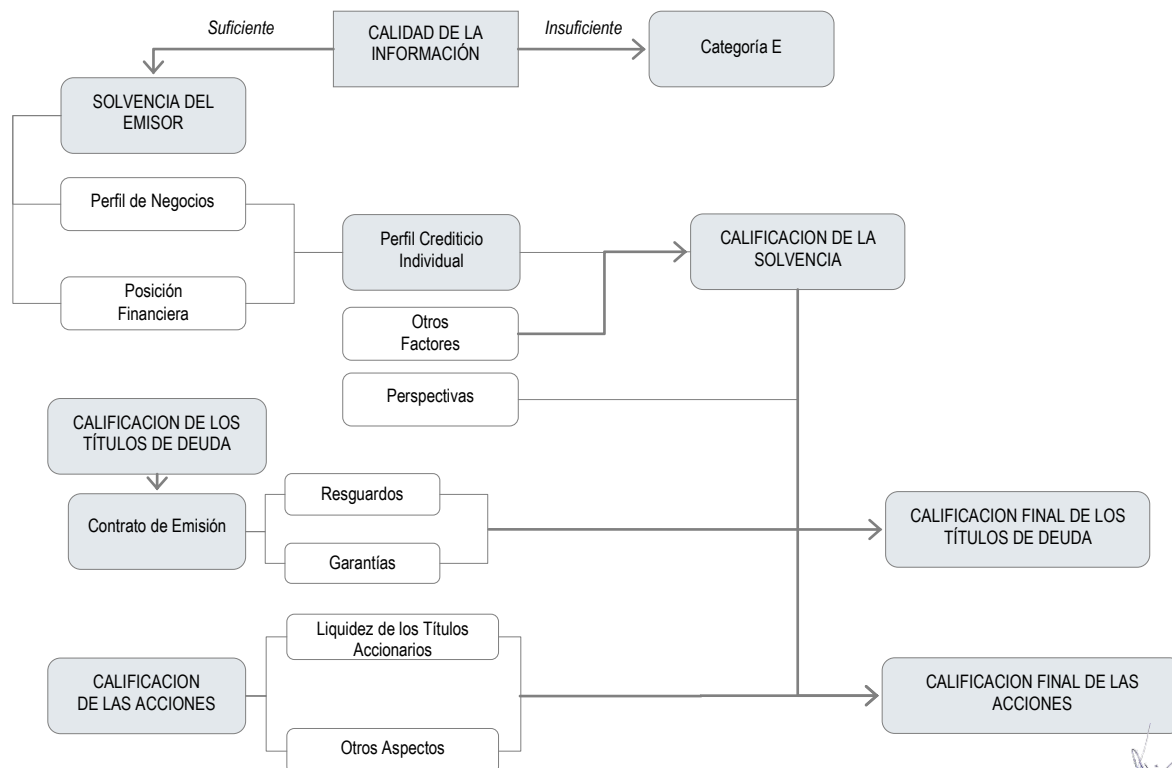 Suficiente
CALIDAD DE LA
INFORMACIÓN
Insuficiente
Categoría E
SOLVENCIA DEL
EMISOR
Perfil de Negocios
Posición
Financiera
Perfil Crediticio
Individual
Otros
Factores
Perspectivas
CALIFICACION DE LA
SOLVENCIA
CALIFICACION DE LOS
TÍTULOS DE DEUDA
Contrato de Emisión
Resguardos
Garantías
CALIFICACION FINAL DE LOS
TÍTULOS DE DEUDA
CALIFICACION
DE LAS ACCIONES
Liquidez de los Títulos
Accionarios
Otros Aspectos
CALIFICACION FINAL DE LAS
ACCIONES